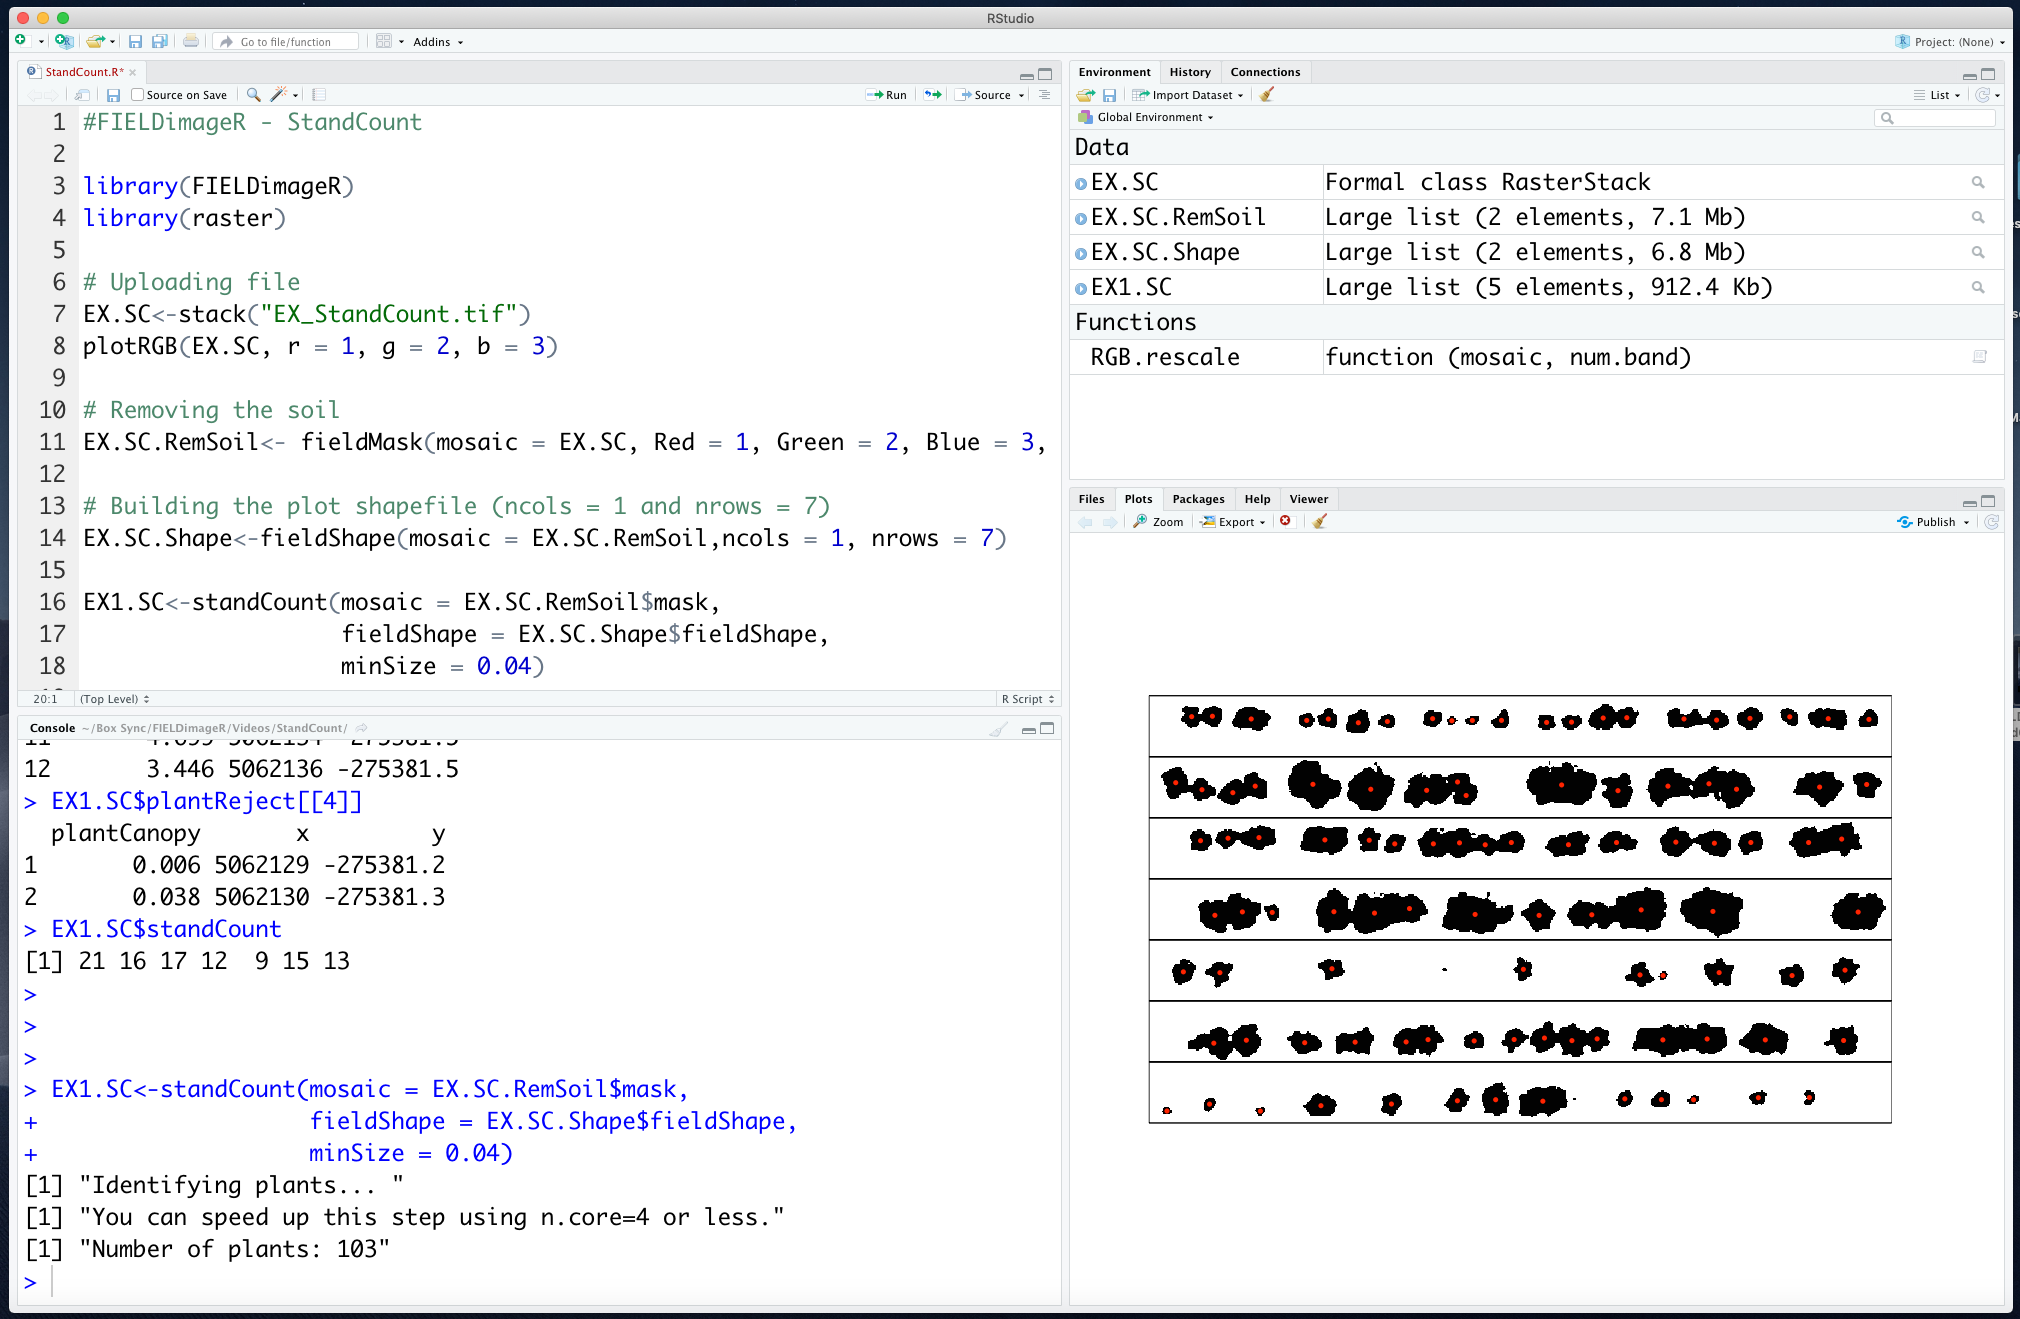 RStudio
Go to file/function
Addins
Project: (None)
StandCount.R*
Source on Save
Run
Source
1 #FIELDimageR - StandCount
2
3 library(FIELDimageR)
4 library(raster)
5
6 # Uploading file
7 EX.SC<-stack("EX_StandCount.tif")
8 plotRGB(EX.SC, r = 1, g = 2, b = 3)
9
10 # Removing the soil
11 EX.SC.RemSoil<- fieldMask(mosaic = EX.SC, Red = 1, Green = 2, Blue = 3,
12
13 # Building the plot shapefile (ncols = 1 and nrows = 7)
14 EX.SC.Shape<-fieldShape(mosaic = EX.SC.RemSoil,ncols = 1, nrows = 7)
15
16 EX1.SC<-standCount(mosaic = EX.SC.RemSoil$mask,
17 fieldShape = EX.SC.Shape$fieldShape,
18 minSize = 0.04)
20:1 (Top Level) R Script
Console ~/Box Sync/FIELDimageR/Videos/StandCount/
12 3.446 5062136 -275381.5
> EX1.SC$plantReject[[4]]
plantCanopy x y
1 0.006 5062129 -275381.2
2 0.038 5062130 -275381.3
> EX1.SC$standCount
[1] 21 16 17 12 9 15 13
>
>
>
> EX1.SC<-standCount(mosaic = EX.SC.RemSoil$mask,
+ fieldShape = EX.SC.Shape$fieldShape,
+ minSize = 0.04)
[1] "Identifying plants... "
[1] "You can speed up this step using n.core=4 or less."
[1] "Number of plants: 103"
>
Environment History Connections
Import Dataset
List
Global Environment
Data
EX.SC Formal class RasterStack
EX.SC.RemSoil Large list (2 elements, 7.1 Mb)
EX.SC.Shape Large list (2 elements, 6.8 Mb)
EX1.SC Large list (5 elements, 912.4 Kb)
Functions
RGB.rescale function (mosaic, num.band)
Files Plots Packages Help Viewer
Zoom Export Publish